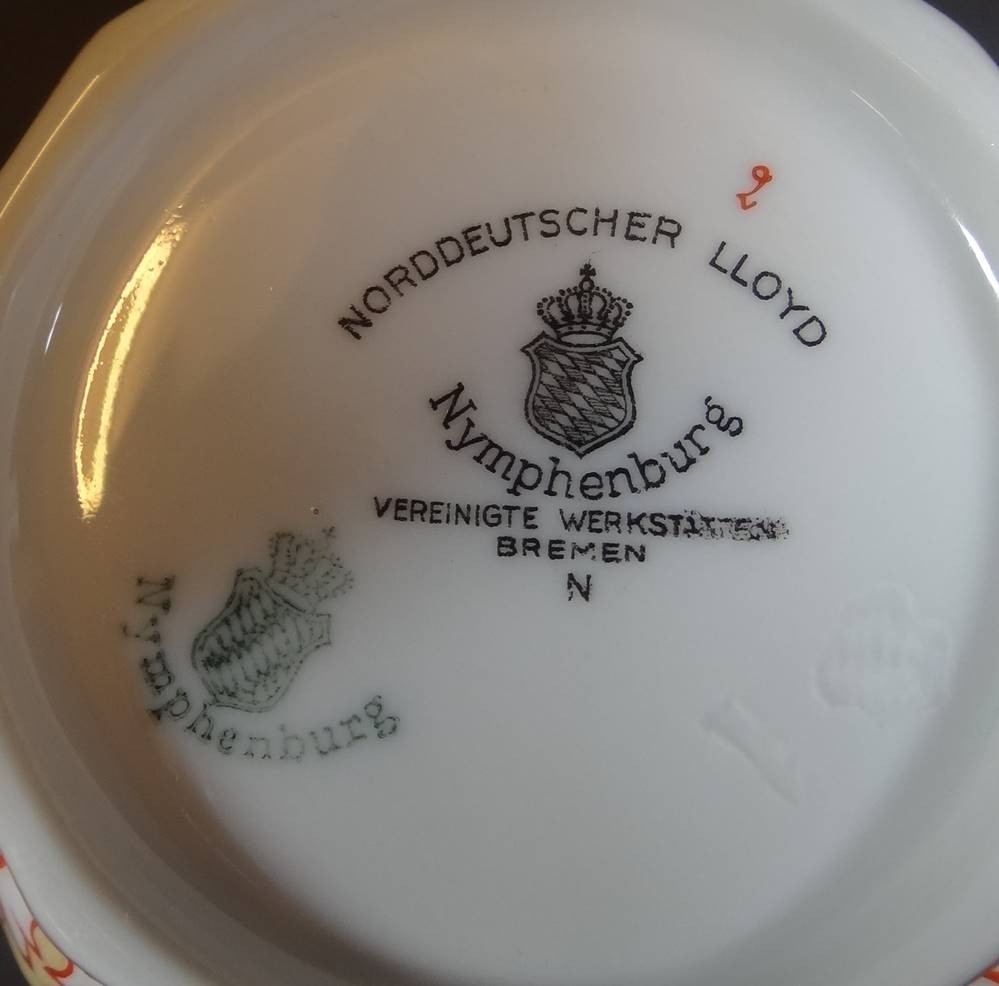 2
NORDDEUTSCHER LLOYD
Nymphenburg
VEREINIGTE WERKSTÄTTEN
BREMEN
N
Nymphenburg